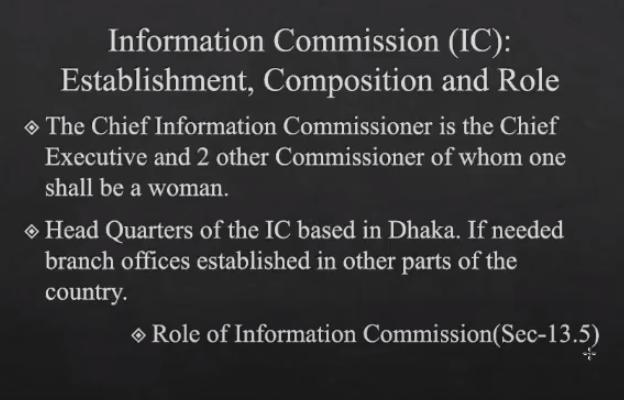 Information Commission (IC):
Establishment, Composition and Role
The Chief Information Commissioner is the Chief
Executive and 2 other Commissioner of whom one
shall be a woman.
Head Quarters of the IC based in Dhaka. If needed
branch offices established in other parts of the
country.
Role of Information Commission(Sec-13.5)